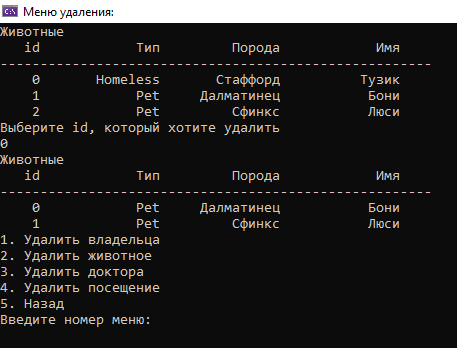 Меню удаления:
Животные
id Тип Порода Имя
------------------------------------------------------
0 Homeless Стаффорд Тузик
1 Pet Далматинец Бони
2 Pet Сфинкс Люси
Выберите id, который хотите удалить
0
Животные
id Тип Порода Имя
------------------------------------------------------
0 Pet Далматинец Бони
1 Pet Сфинкс Люси
1. Удалить владельца
2. Удалить животное
3. Удалить доктора
4. Удалить посещение
5. Назад
Введите номер меню: